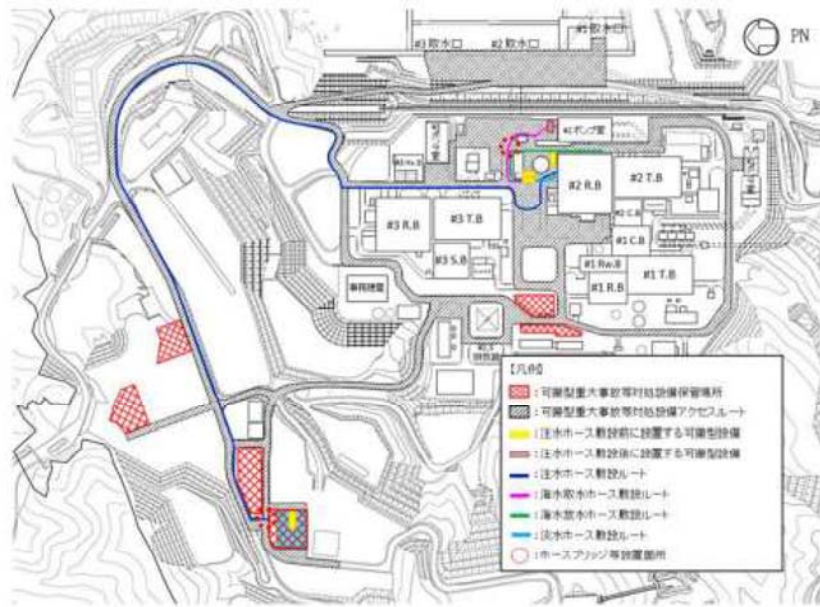 #1 取水口
#3 取水口
#2 取水口
PN
#1 ポンプ室
#2 R.B
#2 T.B
#3 R.B
#3 T.B
#2 C.B
#1 C.B
#3 S.B
#1 Rw.B
#1 T.B
#1 R.B
事務建屋
【凡例】
:可搬型重大事故等対処設備保管場所
:可搬型重大事故等対処設備アクセスルート
:注水ホース敷設前に設置する可搬型設備
:注水ホース敷設後に設置する可搬型設備
:注水ホース敷設ルート
:海水取水ホース敷設ルート
:海水放水ホース敷設ルート
:淡水ホース敷設ルート
:ホースブリッジ等設置箇所